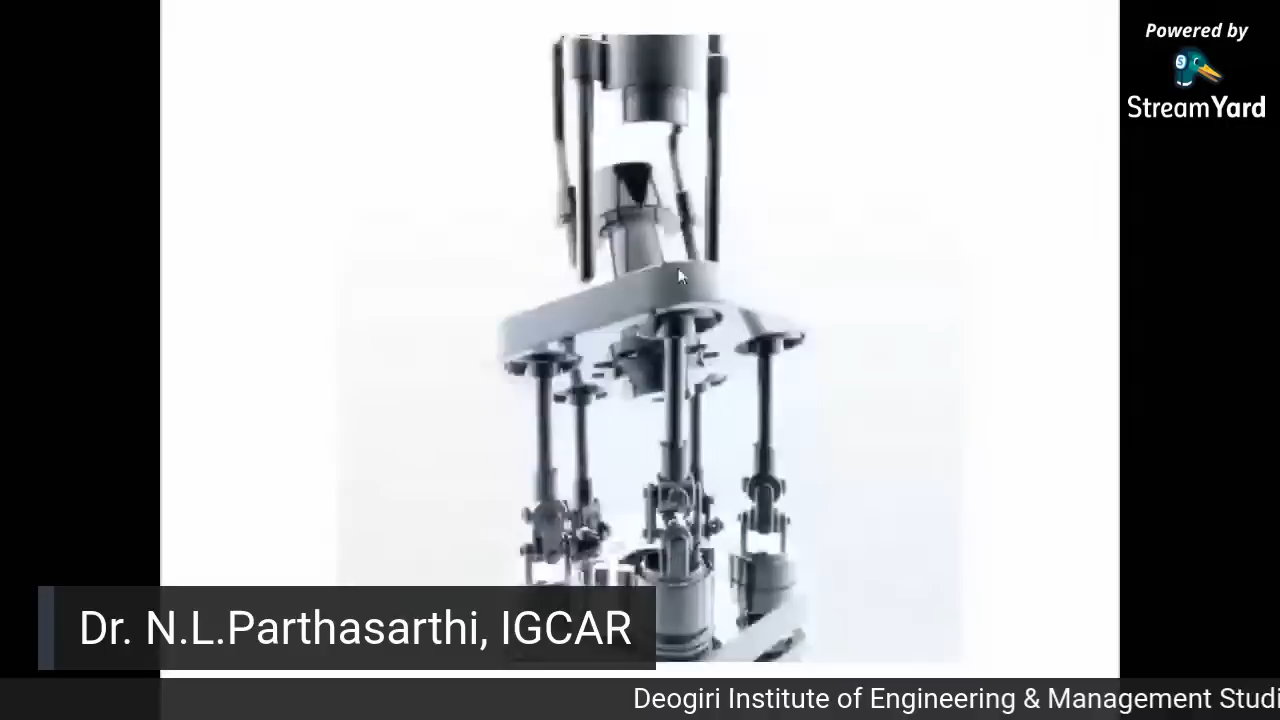 Powered by
StreamYard
Dr. N.L.Parthasarthi, IGCAR
Deogiri Institute of Engineering & Management Studi